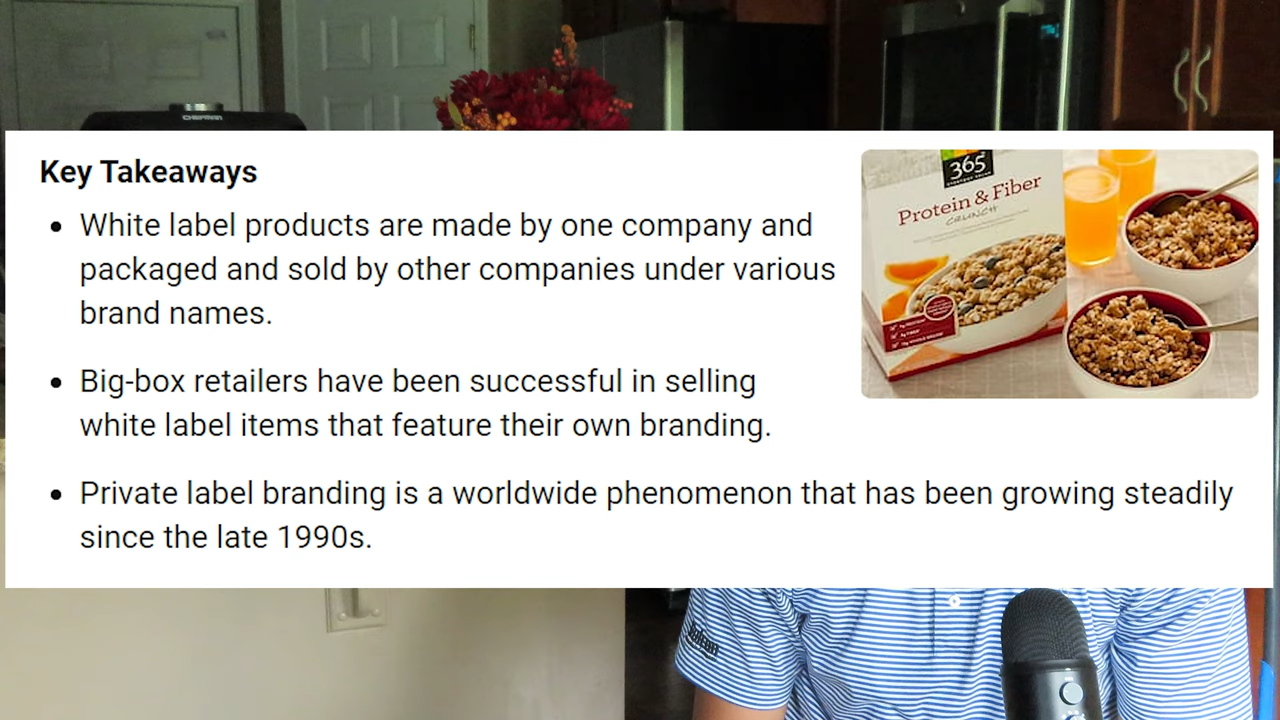 CHEFMAN
Key Takeaways
• White label products are made by one company and
packaged and sold by other companies under various
brand names.
• Big-box retailers have been successful in selling
white label items that feature their own branding.
• Private label branding is a worldwide phenomenon that has been growing steadily
since the late 1990s.
365
Protein & Fiber
CRUNCH